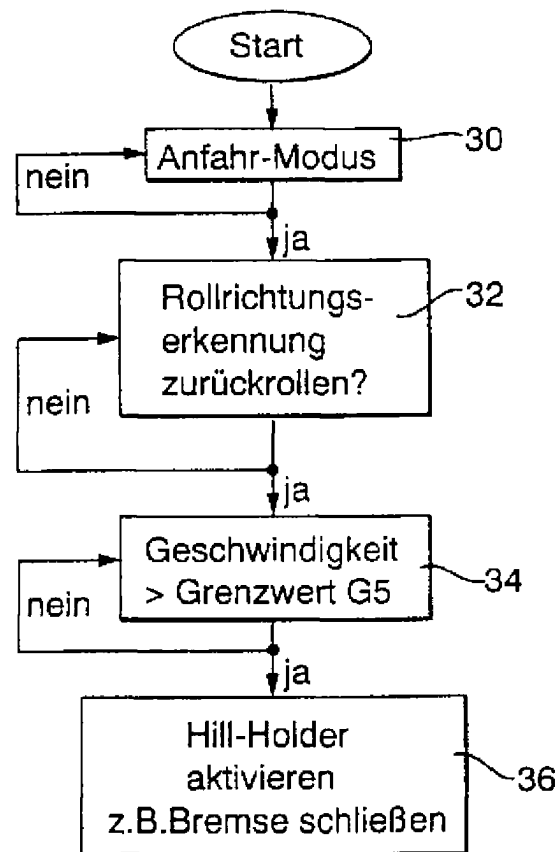 Start
Anfahr-Modus
30
nein
ja
Rollrichtungs-
erkennung
zurückrollen?
32
nein
ja
Geschwindigkeit
> Grenzwert G5
34
nein
ja
Hill-Holder
aktivieren
z.B.Bremse schließen
36